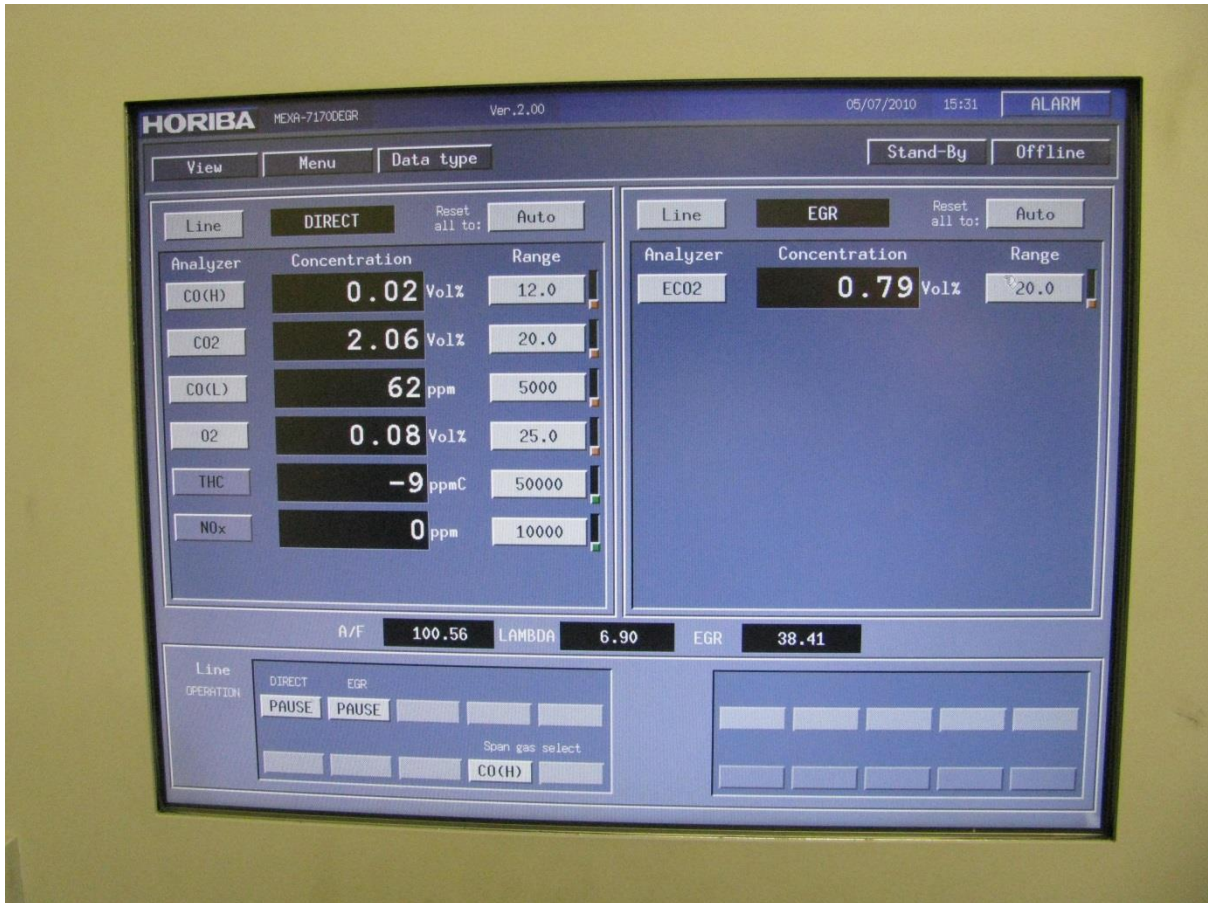 HORIBA MEXA-7170DEGR Ver.2.00 05/07/2010 15:31 ALARM
View Menu Data type Stand-By Offline
Line DIRECT Reset all to: Auto
Analyzer Concentration Range
CO(H) 0.02 Vol% 12.0
CO2 2.06 Vol% 20.0
CO(L) 62 ppm 5000
O2 0.08 Vol% 25.0
THC -9 ppmC 50000
NOx 0 ppm 10000
Line EGR Reset all to: Auto
Analyzer Concentration Range
ECO2 0.79 Vol% 20.0
A/F 100.56 LAMBDA 6.90 EGR 38.41
Line
OPERATION
DIRECT EGR
PAUSE PAUSE
Span gas select
CO(H)